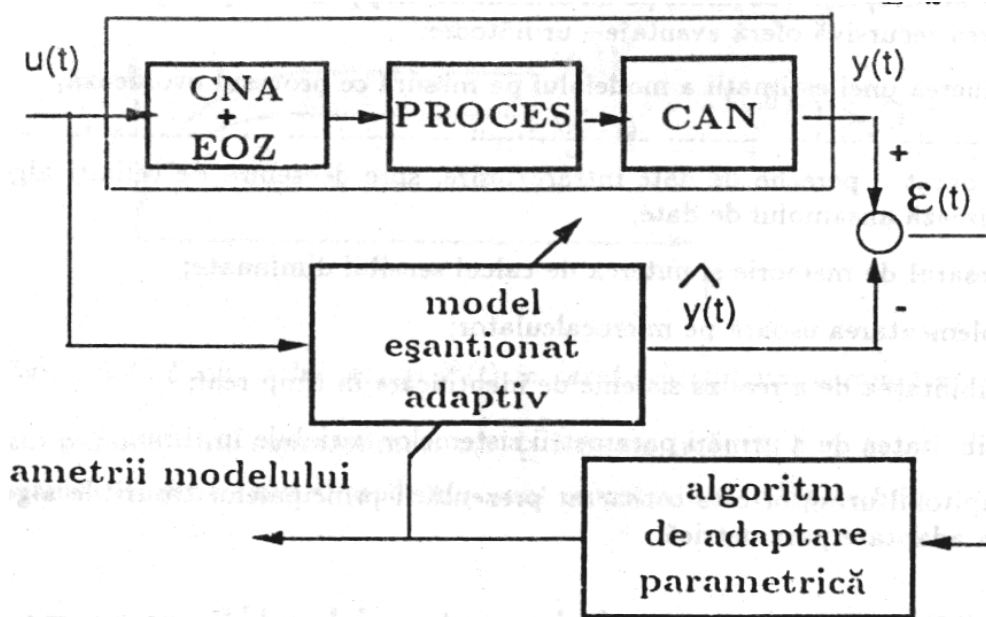 u(t)
CNA
+
EOZ
PROCES
CAN
y(t)
+
ε(t)
model
eşantionat
adaptiv
ŷ(t)
-
ametrii modelului
algoritm
de adaptare
parametrică